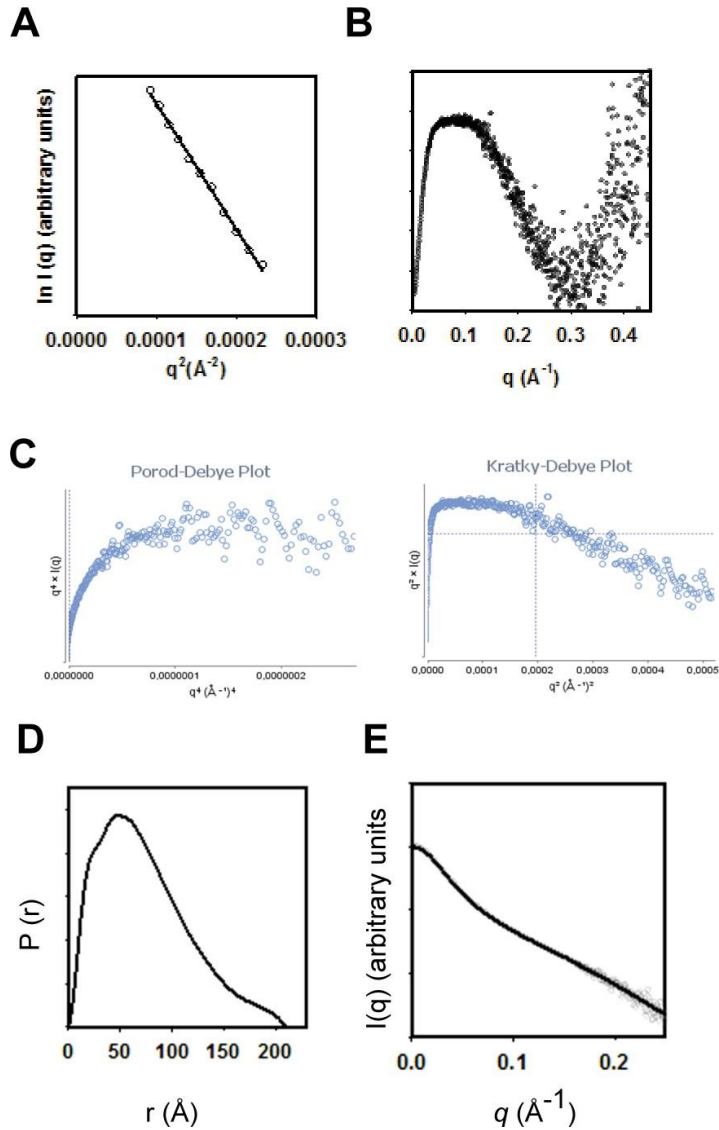 A
ln I (q) (arbitrary units)
0.0000 0.0001 0.0002 0.0003
q²(Å⁻²)
B
0.0 0.1 0.2 0.3 0.4
q (Å⁻¹)
C
Porod-Debye Plot
q⁴ × I(q)
0,0000000 0,0000001 0,0000002
q⁴ (Å⁻¹)⁴
Kratky-Debye Plot
q² × I(q)
0,0000 0,0001 0,0002 0,0003 0,0004 0,0005
q² (Å⁻¹)²
D
P (r)
0 50 100 150 200
r (Å)
E
I(q) (arbitrary units
0.0 0.1 0.2
q (Å⁻¹)